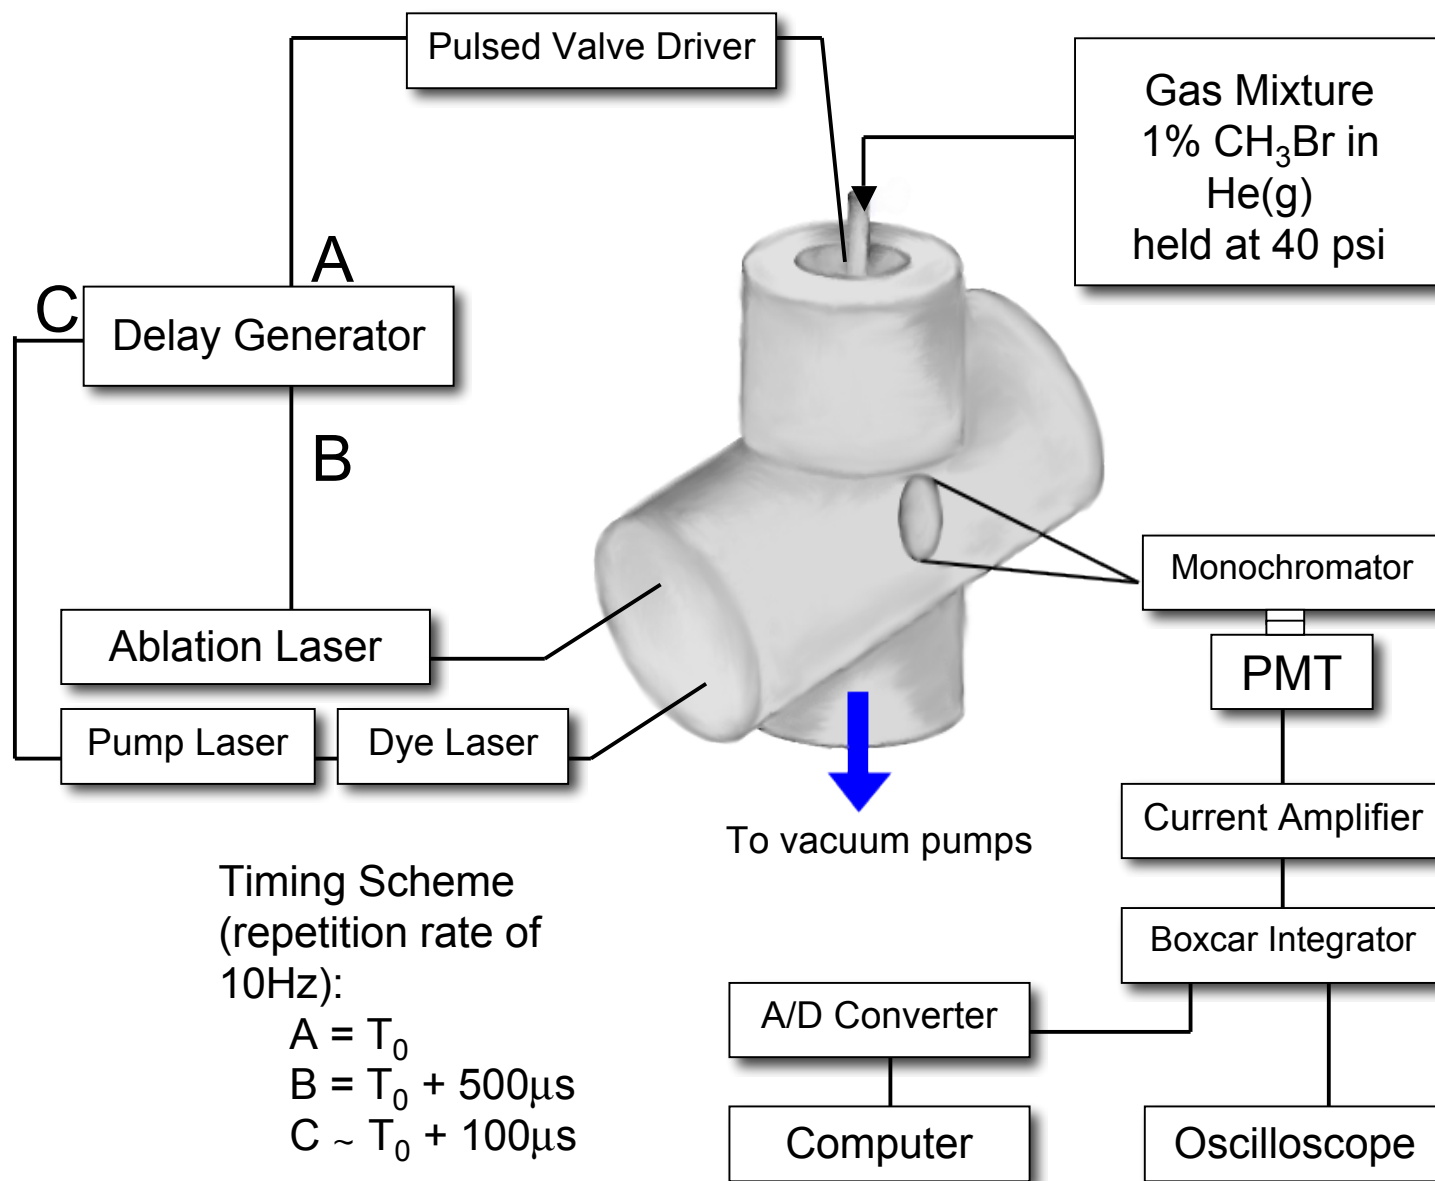 Pulsed Valve Driver
Gas Mixture
1% CH₃Br in
He(g)
held at 40 psi
A
C
Delay Generator
B
Monochromator
Ablation Laser
PMT
Pump Laser
Dye Laser
Current Amplifier
To vacuum pumps
Timing Scheme
(repetition rate of
10Hz):
A = T₀
B = T₀ + 500μs
C ~ T₀ + 100μs
Boxcar Integrator
A/D Converter
Computer
Oscilloscope